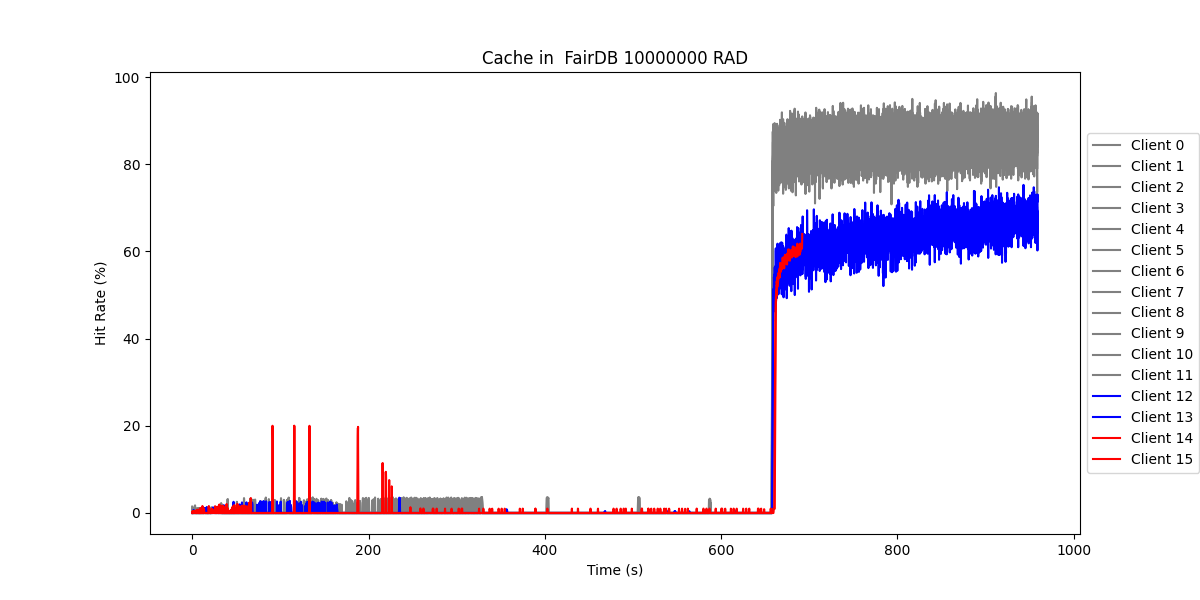 Cache in  FairDB 10000000 RAD
Hit Rate (%)
100
80
60
40
20
0
0
200
400
600
800
1000
Time (s)
Client 0
Client 1
Client 2
Client 3
Client 4
Client 5
Client 6
Client 7
Client 8
Client 9
Client 10
Client 11
Client 12
Client 13
Client 14
Client 15